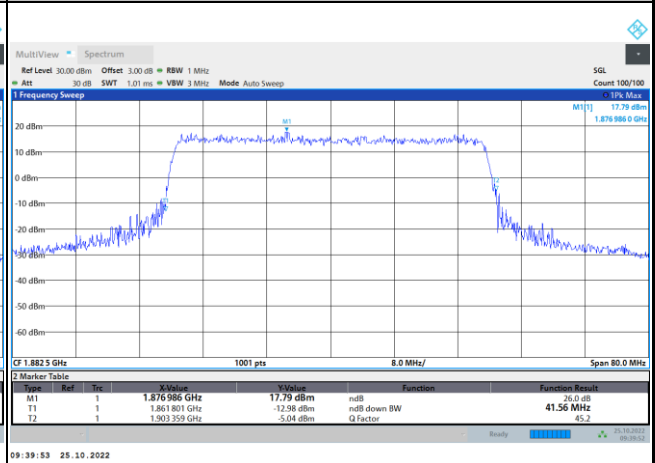 MultiView Spectrum
Ref Level 30.00 dBm Offset 3.00 dB RBW 1 MHz SGL
Att 30 dB SWT 1.01 ms VBW 3 MHz Mode Auto Sweep Count 100/100
1 Frequency Sweep 1Pk Max
M1[1] 17.79 dBm
1.876 986 0 GHz
M1
20 dBm
10 dBm
0 dBm
T2
T1
-10 dBm
-20 dBm
-30 dBm
-40 dBm
-50 dBm
-60 dBm
CF 1.882 5 GHz 1001 pts 8.0 MHz/ Span 80.0 MHz
2 Marker Table
Type Ref Trc X-Value Y-Value Function Function Result
M1 1 1.876 986 GHz 17.79 dBm ndB 26.0 dB
T1 1 1.861 801 GHz -12.98 dBm ndB down BW 41.56 MHz
T2 1 1.903 359 GHz -5.04 dBm Q Factor 45.2
Ready 25.10.2022
09:39:52
09:39:53 25.10.2022